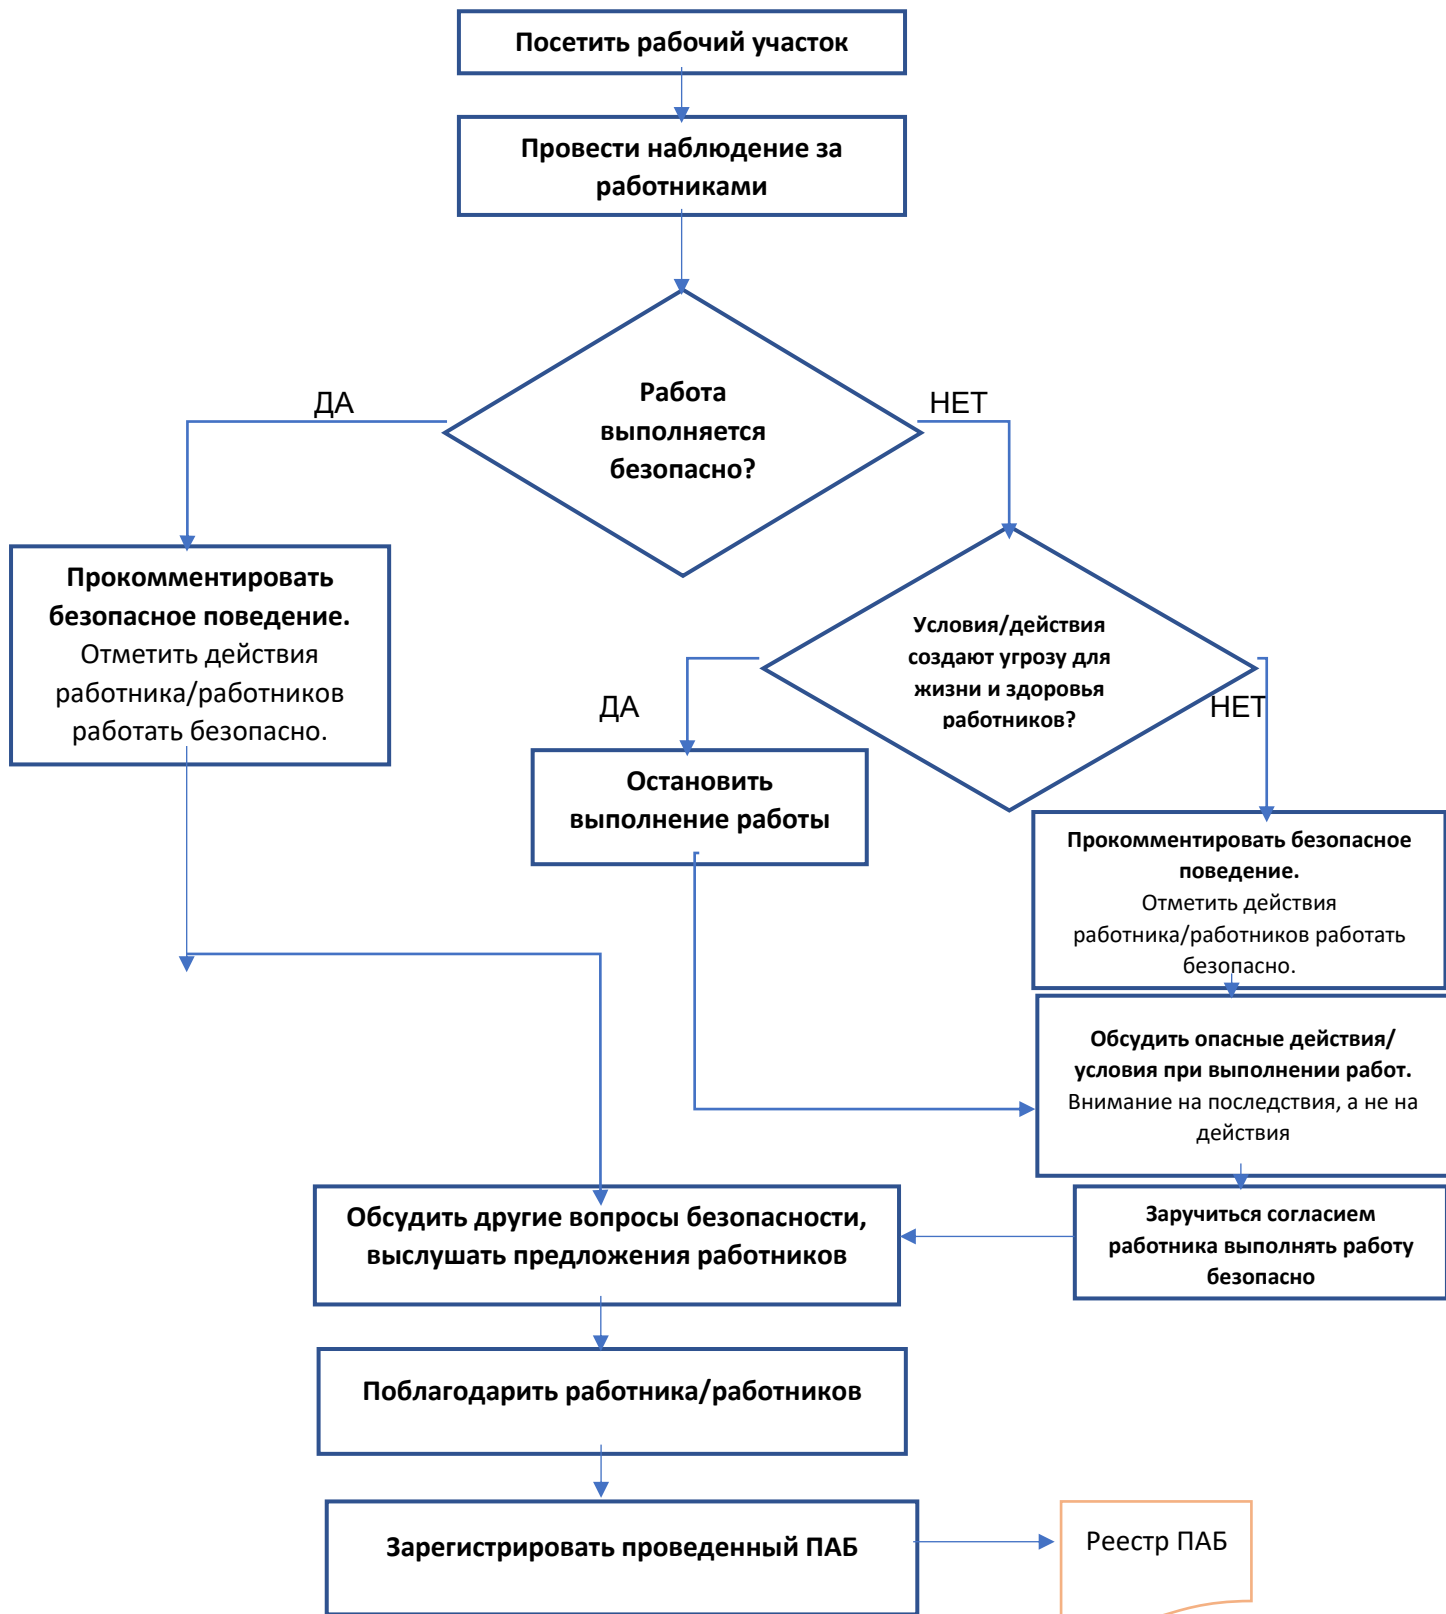 Посетить рабочий участок
Провести наблюдение за
работниками
Работа
выполняется
безопасно?
ДА
НЕТ
Прокомментировать
безопасное поведение.
Отметить действия
работника/работников
работать безопасно.
Условия/действия
создают угрозу для
жизни и здоровья
работников?
ДА
НЕТ
Остановить
выполнение работы
Прокомментировать безопасное
поведение.
Отметить действия
работника/работников работать
безопасно.
Обсудить опасные действия/
условия при выполнении работ.
Внимание на последствия, а не на
действия
Заручиться согласием
работника выполнять работу
безопасно
Обсудить другие вопросы безопасности,
выслушать предложения работников
Поблагодарить работника/работников
Зарегистрировать проведенный ПАБ
Реестр ПАБ